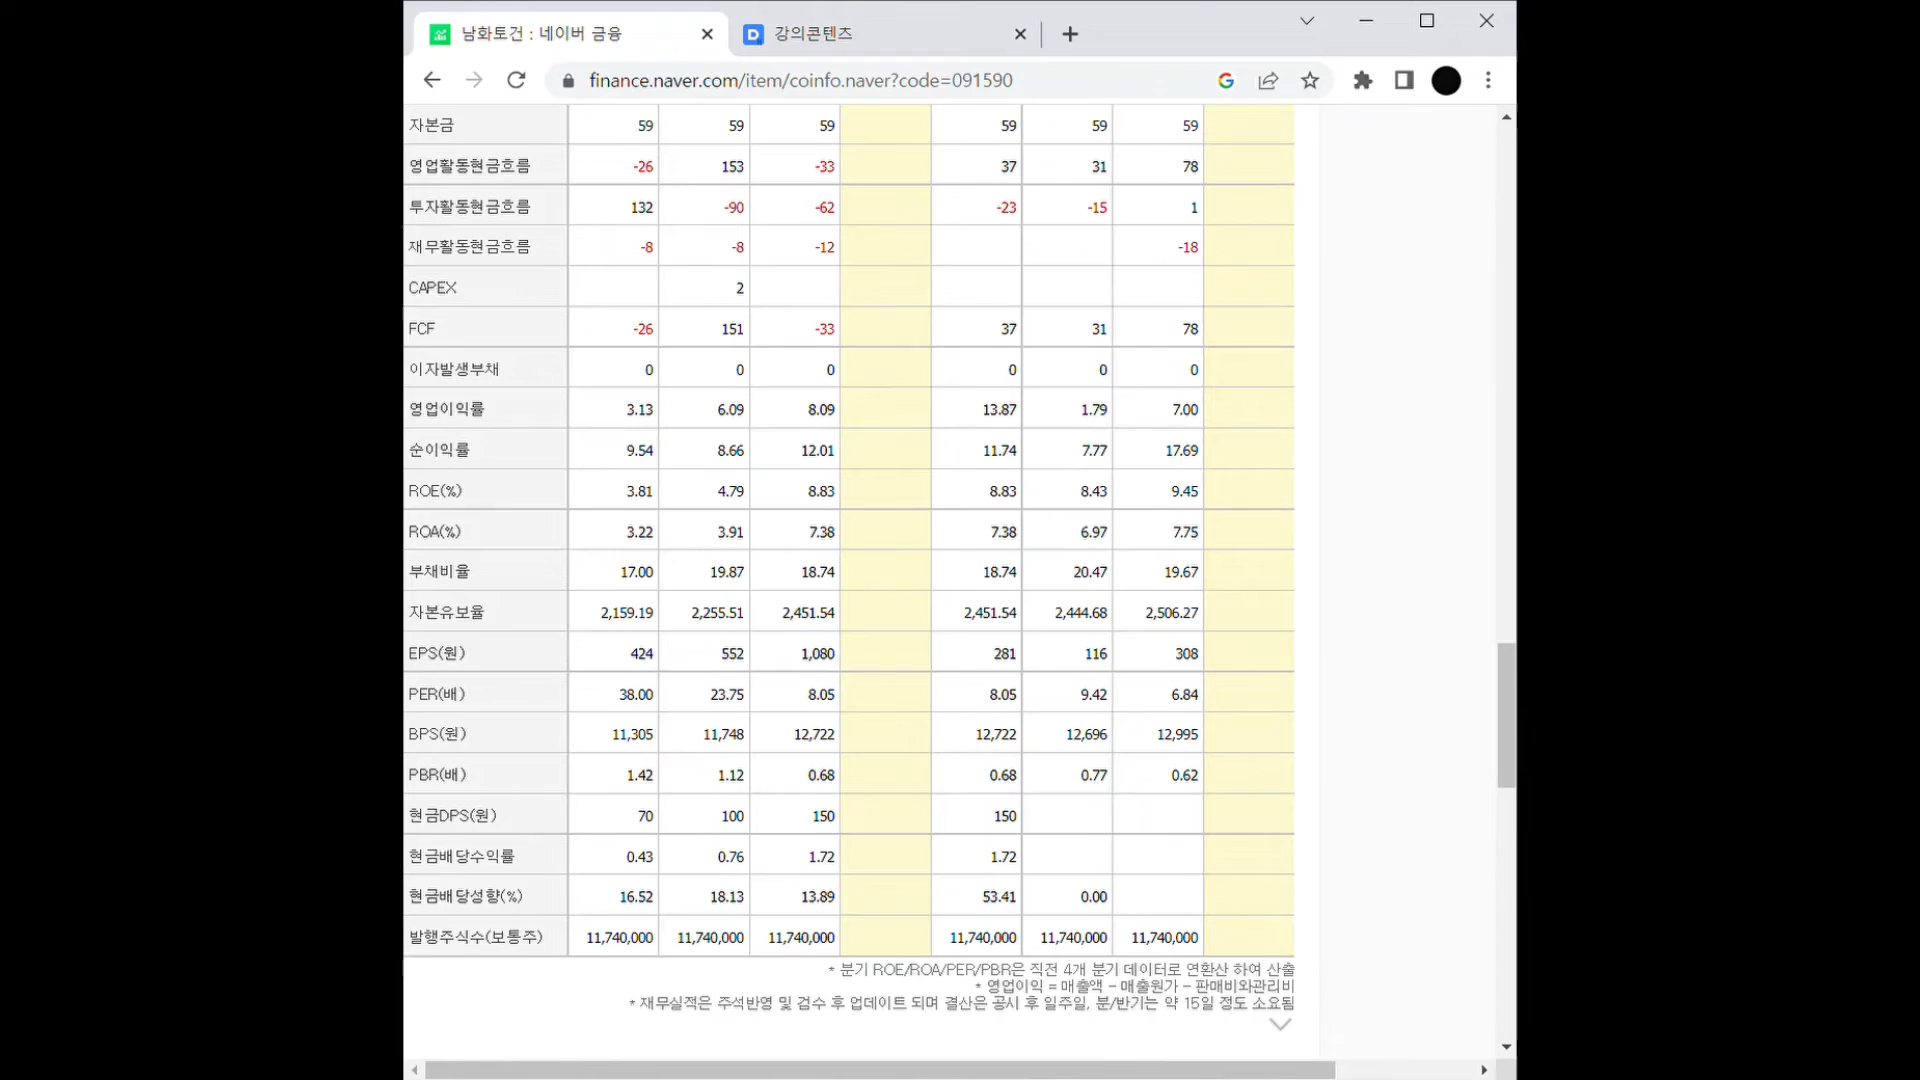 남화토건 : 네이버 금융
강의콘텐츠
finance.naver.com/item/coinfo.naver?code=091590
자본금 59 59 59 59 59 59
영업활동현금흐름 -26 153 -33 37 31 78
투자활동현금흐름 132 -90 -62 -23 -15 1
재무활동현금흐름 -8 -8 -12 -18
CAPEX 2
FCF -26 151 -33 37 31 78
이자발생부채 0 0 0 0 0 0
영업이익률 3.13 6.09 8.09 13.87 1.79 7.00
순이익률 9.54 8.66 12.01 11.74 7.77 17.69
ROE(%) 3.81 4.79 8.83 8.83 8.43 9.45
ROA(%) 3.22 3.91 7.38 7.38 6.97 7.75
부채비율 17.00 19.87 18.74 18.74 20.47 19.67
자본유보율 2,159.19 2,255.51 2,451.54 2,451.54 2,444.68 2,506.27
EPS(원) 424 552 1,080 281 116 308
PER(배) 38.00 23.75 8.05 8.05 9.42 6.84
BPS(원) 11,305 11,748 12,722 12,722 12,696 12,995
PBR(배) 1.42 1.12 0.68 0.68 0.77 0.62
현금DPS(원) 70 100 150 150
현금배당수익률 0.43 0.76 1.72 1.72
현금배당성향(%) 16.52 18.13 13.89 53.41 0.00
발행주식수(보통주) 11,740,000 11,740,000 11,740,000 11,740,000 11,740,000 11,740,000
* 분기 ROE/ROA/PER/PBR은 직전 4개 분기 데이터로 연환산 하여 산출
* 영업이익 = 매출액 - 매출원가 - 판매비와관리비
* 재무실적은 주석반영 및 검수 후 업데이트 되며 결산은 공시 후 일주일, 분/반기는 약 15일 정도 소요됨